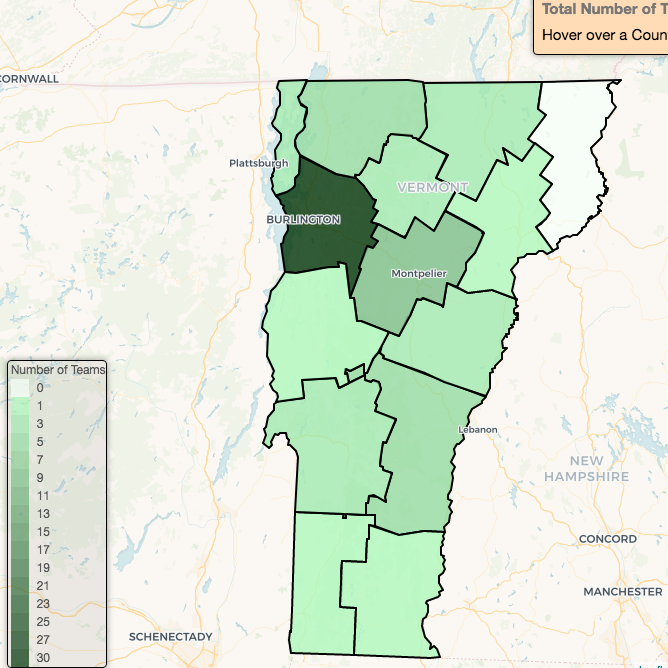 Total Number of T
Hover over a Coun
CORNWALL
Plattsburgh
VERMONT
BURLINGTON
Montpelier
Number of Teams
0
1
3
5
7
9
11
13
15
17
19
21
23
25
27
30
Lebanon
NEW
HAMPSHIRE
CONCORD
MANCHESTER
SCHENECTADY